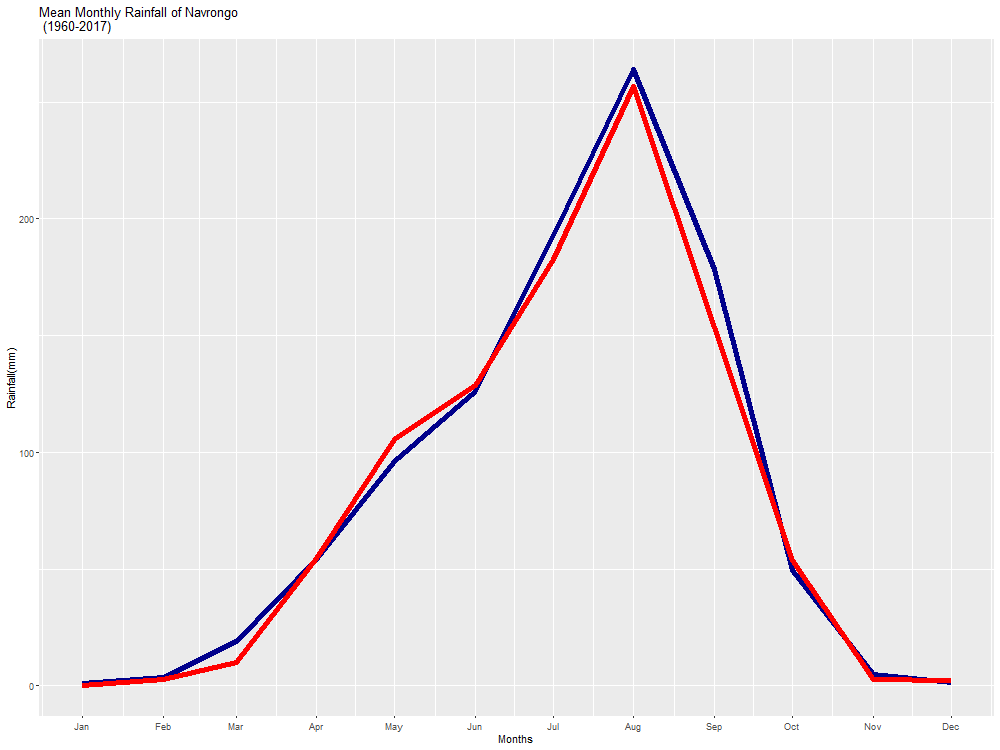 Mean Monthly Rainfall of Navrongo
(1960-2017)
Rainfall(mm)
200
100
0
Jan Feb Mar Apr May Jun Jul Aug Sep Oct Nov Dec
Months